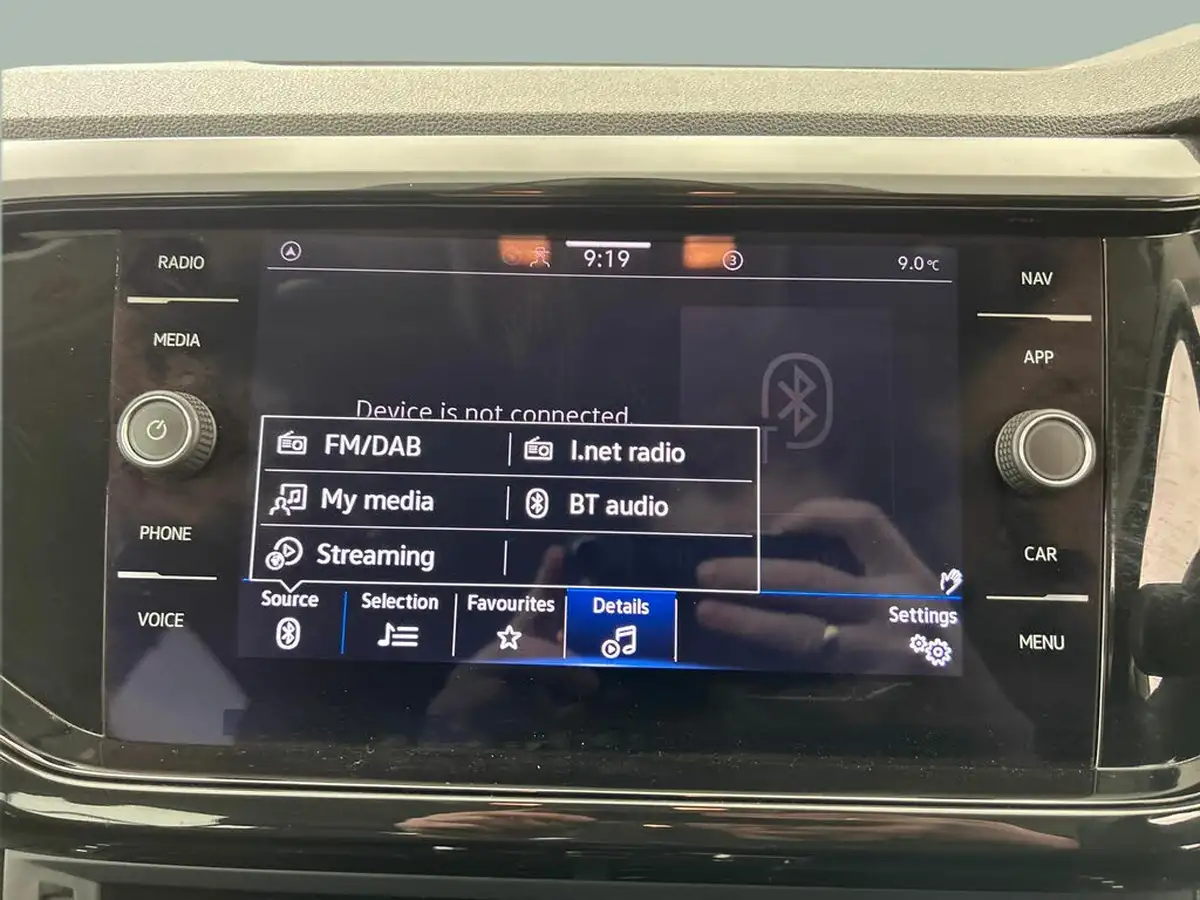 RADIO
MEDIA
PHONE
VOICE
9:19
3
9.0°C
Device is not connected.
FM/DAB
I.net radio
My media
BT audio
Streaming
Source
Selection
Favourites
Details
Settings
NAV
APP
CAR
MENU